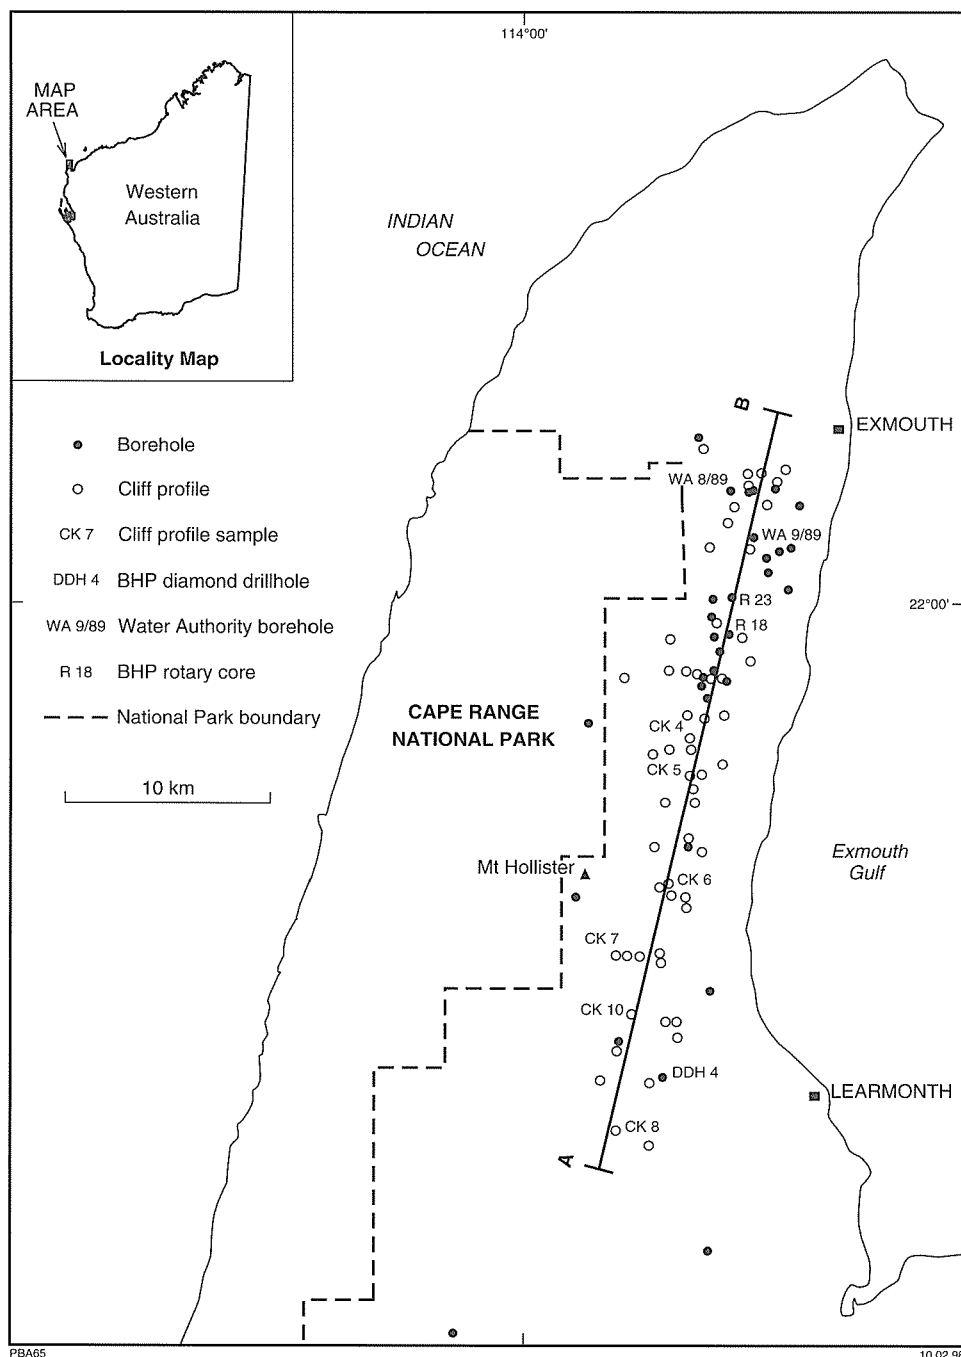 114°00'
MAP
AREA
Western
Australia
Locality Map
INDIAN
OCEAN
Borehole
Cliff profile
CK 7 Cliff profile sample
DDH 4 BHP diamond drillhole
WA 9/89 Water Authority borehole
R 18 BHP rotary core
National Park boundary
10 km
B
EXMOUTH
WA 8/89
WA 9/89
R 23
22°00'
R 18
CAPE RANGE
NATIONAL PARK
CK 4
CK 5
Exmouth
Gulf
Mt Hollister
CK 6
CK 7
CK 10
DDH 4
LEARMONTH
CK 8
A
PBA65